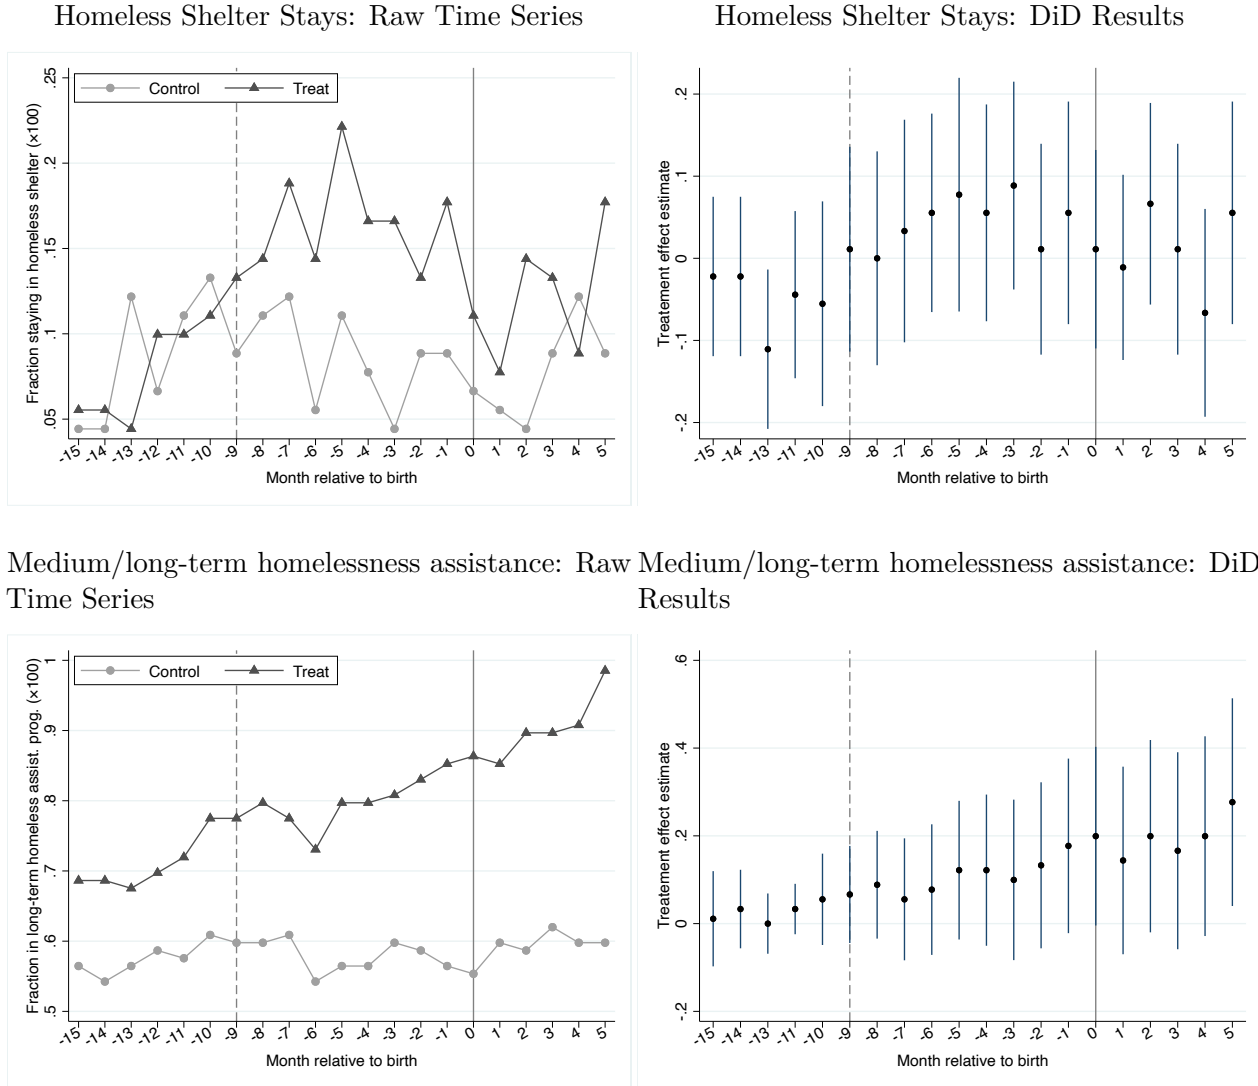 Homeless Shelter Stays: Raw Time Series
Homeless Shelter Stays: DiD Results
Control
Treat
Fraction staying in homeless shelter (×100)
.25
.2
.15
.1
.05
-15 -14 -13 -12 -11 -10 -9 -8 -7 -6 -5 -4 -3 -2 -1 0 1 2 3 4 5
Month relative to birth
Treatement effect estimate
.2
.1
0
-.1
-.2
-15 -14 -13 -11 -10 -9 -8 -7 -6 -5 -4 -3 -2 -1 0 1 2 3 4 5
Month relative to birth
Medium/long-term homelessness assistance: Raw
Time Series
Medium/long-term homelessness assistance: DiD
Results
Control
Treat
Fraction in long-term homeless assist. prog. (×100)
1
.9
.8
.7
.6
.5
-15 -14 -13 -12 -11 -10 -9 -8 -7 -6 -5 -4 -3 -2 -1 0 1 2 3 4 5
Month relative to birth
Treatement effect estimate
.6
.4
.2
0
-.2
-15 -14 -13 -11 -10 -9 -8 -7 -6 -5 -4 -3 -2 -1 0 1 2 3 4 5
Month relative to birth